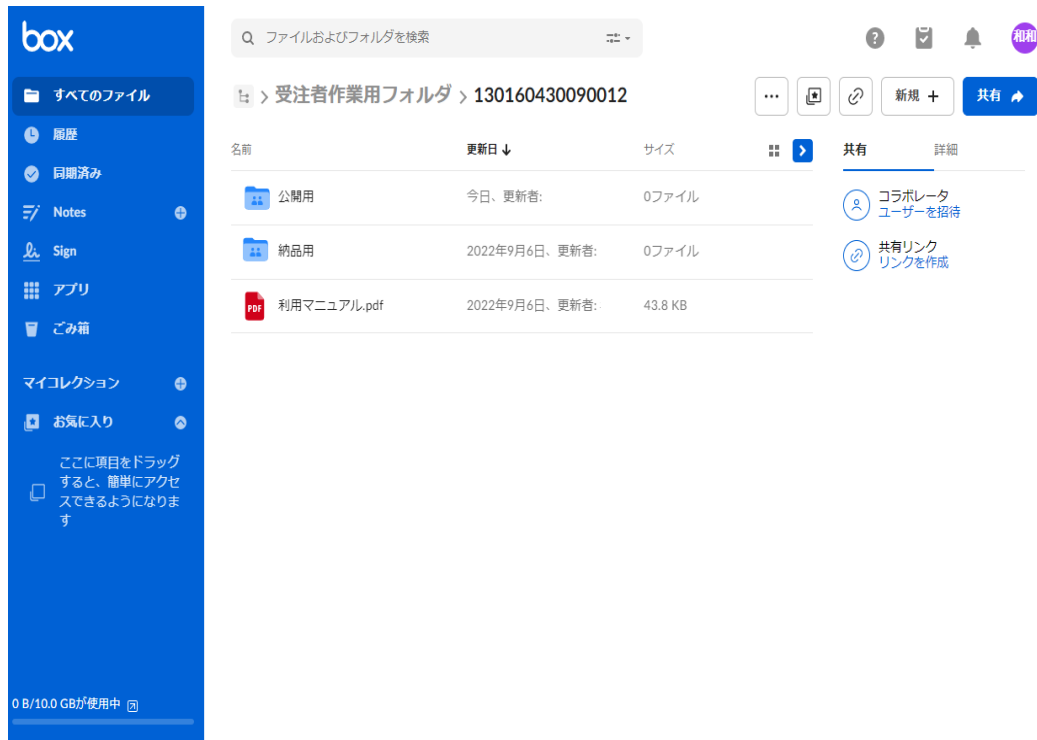 box
ファイルおよびフォルダを検索
和和
すべてのファイル
履歴
同期済み
Notes
Sign
アプリ
ごみ箱
マイコレクション
お気に入り
ここに項目をドラッグ
すると、簡単にアクセ
スできるようになりま
す
0 B/10.0 GBが使用中
受注者作業用フォルダ > 130160430090012
新規 +
共有
名前 更新日 ↓ サイズ
公開用 今日、更新者: 0ファイル
納品用 2022年9月6日、更新者: 0ファイル
PDF 利用マニュアル.pdf 2022年9月6日、更新者: 43.8 KB
共有 詳細
コラボレータ
ユーザーを招待
共有リンク
リンクを作成